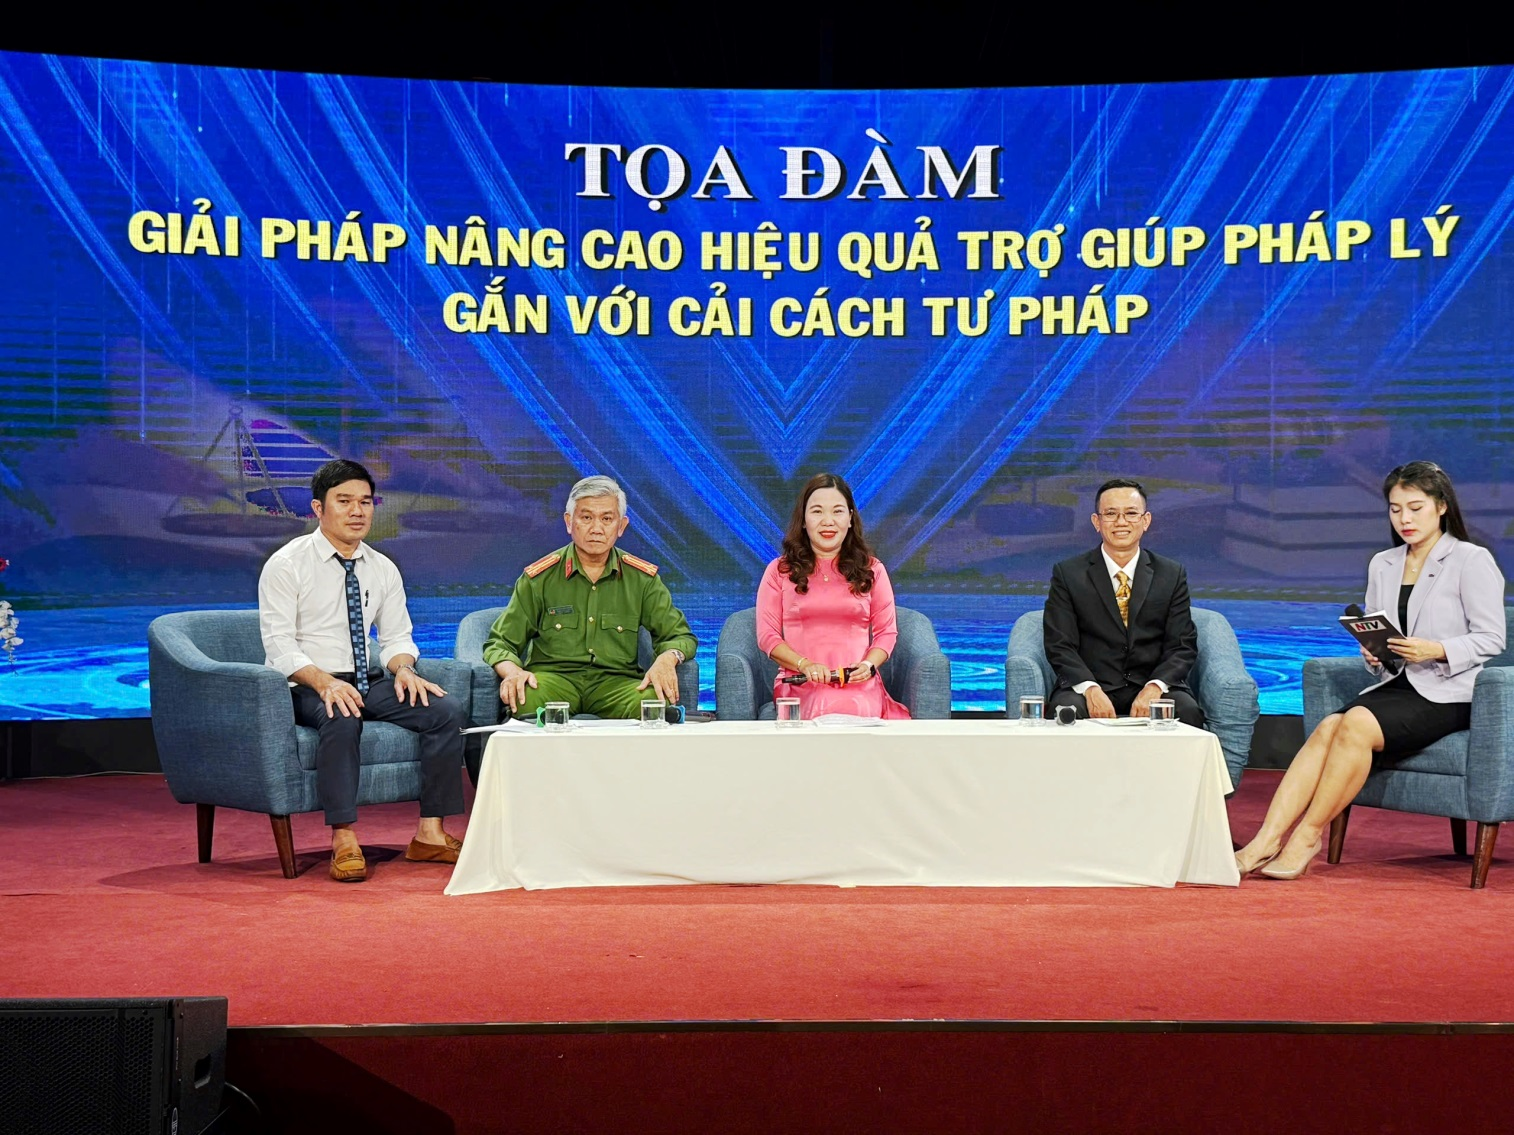 TỌA ĐÀM
GIẢI PHÁP NÂNG CAO HIỆU QUẢ TRỢ GIÚP PHÁP LÝ
GẮN VỚI CẢI CÁCH TƯ PHÁP
NTV